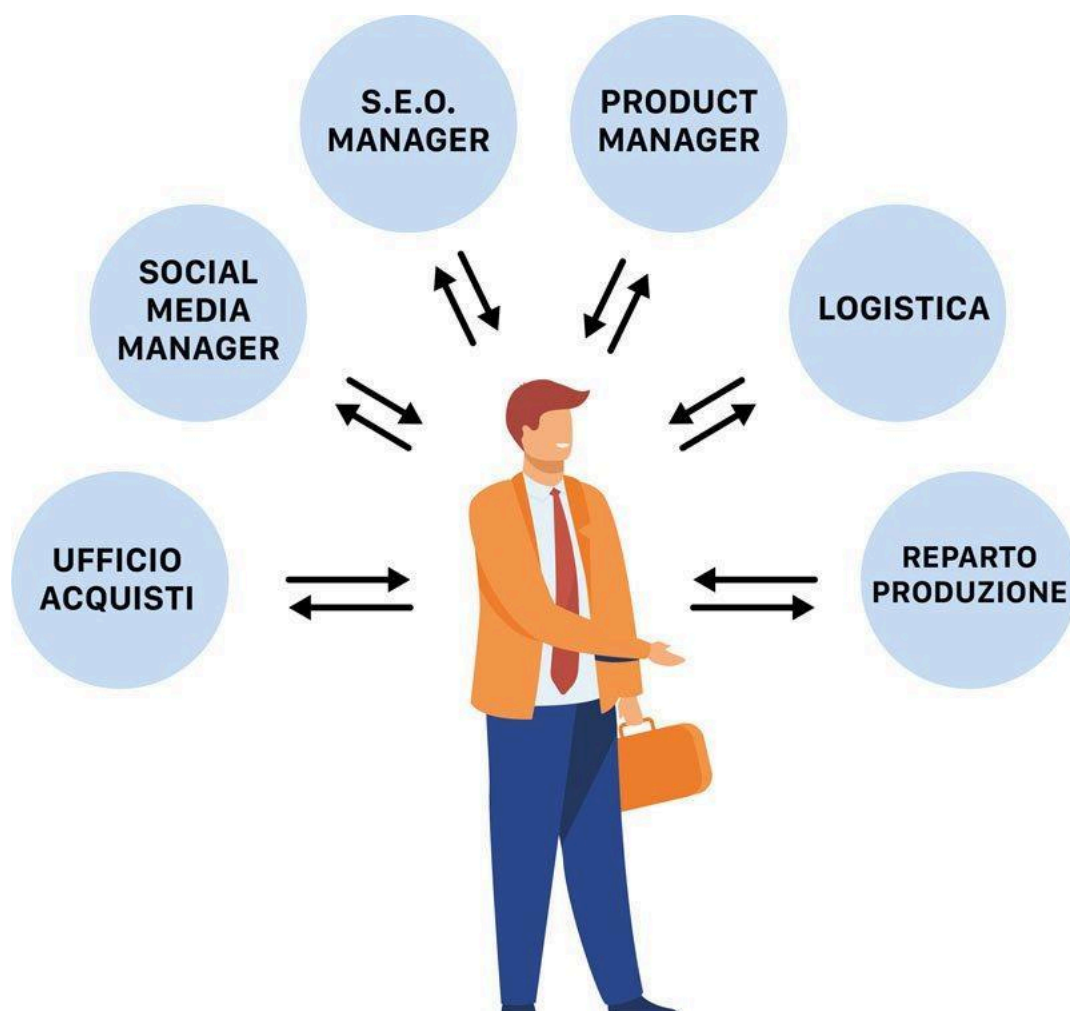 S.E.O.
MANAGER
PRODUCT
MANAGER
SOCIAL
MEDIA
MANAGER
LOGISTICA
UFFICIO
ACQUISTI
REPARTO
PRODUZIONE